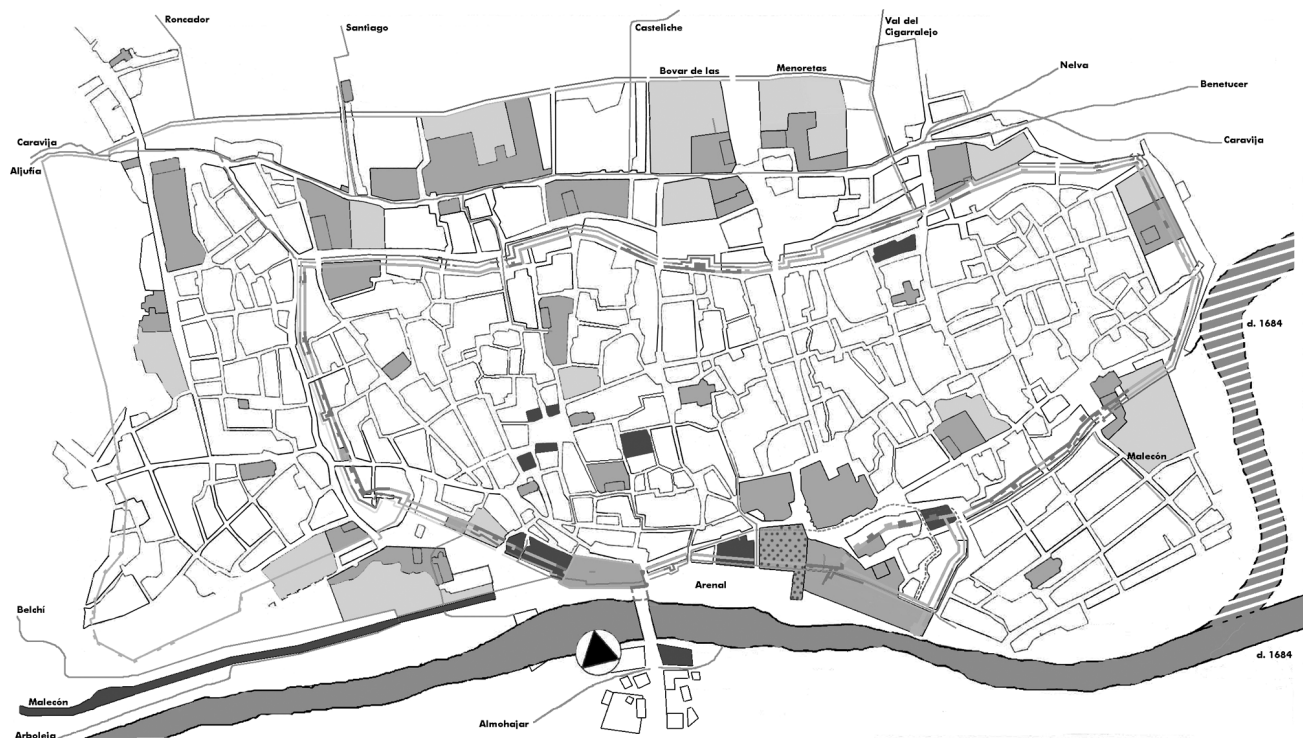 Roncador
Santiago
Casteliche
Val del
Cigarralejo
Bovar de las
Menoretas
Nelva
Benetucer
Caravija
Caravija
Aljufía
d. 1684
Malecón
Arenal
Belchí
d. 1684
Malecón
Almohajar
Arboleja